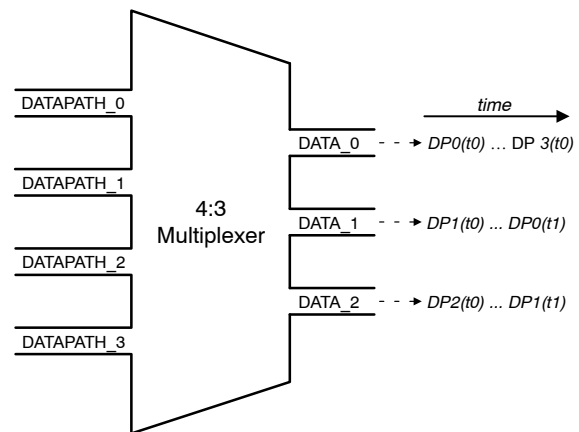 time
DATAPATH_0
DATA_0
DP0(t0) … DP 3(t0)
DATAPATH_1
4:3
Multiplexer
DATA_1
DP1(t0) ... DP0(t1)
DATAPATH_2
DATA_2
DP2(t0) ... DP1(t1)
DATAPATH_3